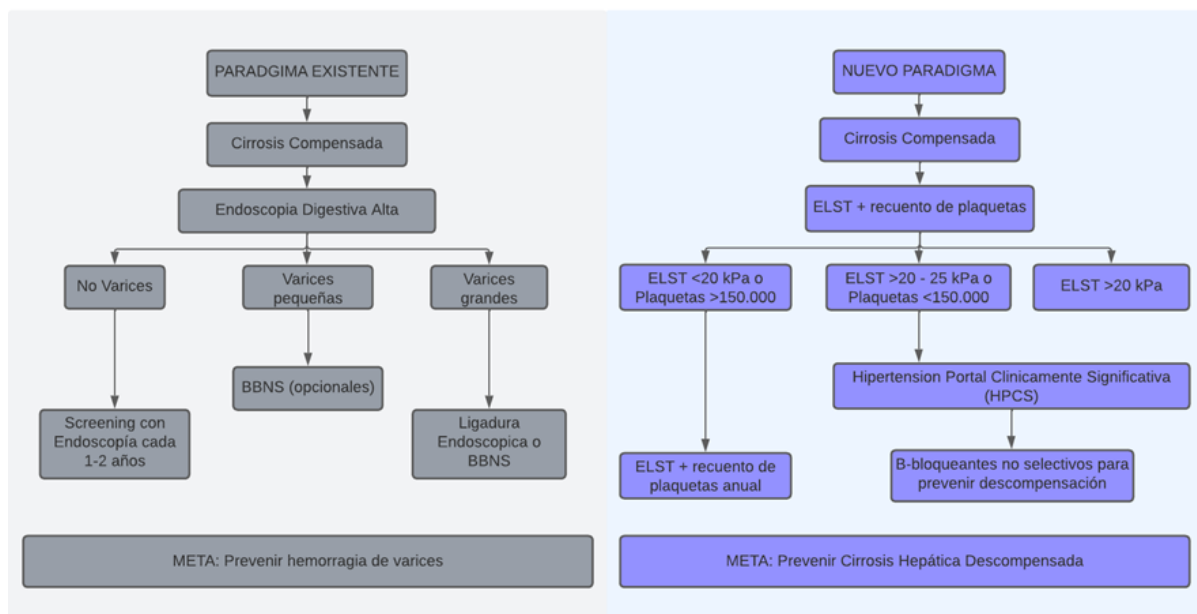 PARADGIMA EXISTENTE
Cirrosis Compensada
Endoscopia Digestiva Alta
No Varices
Varices
pequeñas
Varices
grandes
BBNS (opcionales)
Screening con
Endoscopía cada
1-2 años
Ligadura
Endoscopica o
BBNS
META: Prevenir hemorragia de varices
NUEVO PARADIGMA
Cirrosis Compensada
ELST + recuento de plaquetas
ELST <20 kPa o
Plaquetas >150.000
ELST >20 - 25 kPa o
Plaquetas <150.000
ELST >20 kPa
Hipertension Portal Clinicamente Significativa
(HPCS)
ELST + recuento de
plaquetas anual
B-bloqueantes no selectivos para
prevenir descompensación
META: Prevenir Cirrosis Hepática Descompensada